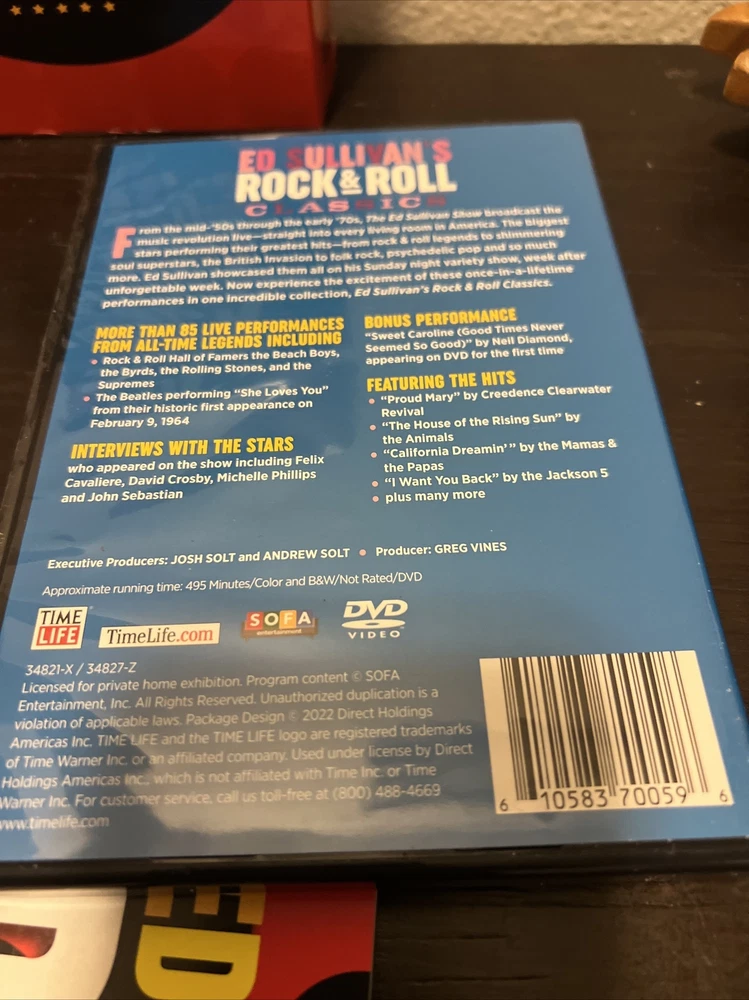 ED SULLIVAN'S
ROCK & ROLL
CLASSICS
From the mid-'50s through the early '70s, The Ed Sullivan Show broadcast the
music revolution live—straight into every living room in America. The biggest
stars performing their greatest hits—from rock & roll legends to shimmering
soul superstars, the British Invasion to folk rock, psychedelic pop and so much
more. Ed Sullivan showcased them all on his Sunday night variety show, week after
unforgettable week. Now experience the excitement of these once-in-a-lifetime
performances in one incredible collection, Ed Sullivan's Rock & Roll Classics.
MORE THAN 85 LIVE PERFORMANCES
FROM ALL-TIME LEGENDS INCLUDING
• Rock & Roll Hall of Famers the Beach Boys,
the Byrds, the Rolling Stones, and the
Supremes
• The Beatles performing "She Loves You"
from their historic first appearance on
February 9, 1964
INTERVIEWS WITH THE STARS
who appeared on the show including Felix
Cavaliere, David Crosby, Michelle Phillips
and John Sebastian
BONUS PERFORMANCE
"Sweet Caroline (Good Times Never
Seemed So Good)" by Neil Diamond,
appearing on DVD for the first time
FEATURING THE HITS
• "Proud Mary" by Creedence Clearwater
Revival
• "The House of the Rising Sun" by
the Animals
• "California Dreamin'" by the Mamas &
the Papas
• "I Want You Back" by the Jackson 5
• plus many more
Executive Producers: JOSH SOLT and ANDREW SOLT • Producer: GREG VINES
Approximate running time: 495 Minutes/Color and B&W/Not Rated/DVD
TIME
LIFE
TimeLife.com
SOFA
entertainment
DVD
VIDEO
34821-X / 34827-Z
Licensed for private home exhibition. Program content © SOFA
Entertainment, Inc. All Rights Reserved. Unauthorized duplication is a
violation of applicable laws. Package Design © 2022 Direct Holdings
Americas Inc. TIME LIFE and the TIME LIFE logo are registered trademarks
of Time Warner Inc. or an affiliated company. Used under license by Direct
Holdings Americas Inc., which is not affiliated with Time Inc. or Time
Warner Inc. For customer service, call us toll-free at (800) 488-4669
www.timelife.com
6 10583 70059 6
ED